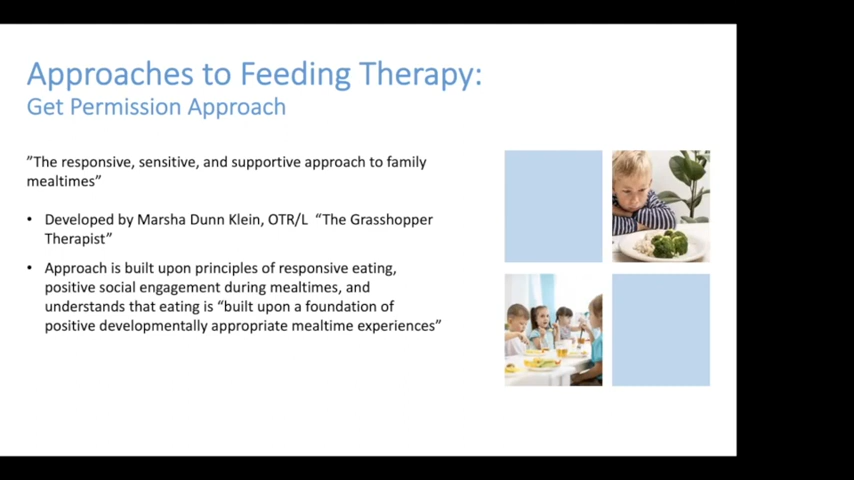 Approaches to Feeding Therapy:
Get Permission Approach
”The responsive, sensitive, and supportive approach to family
mealtimes”
• Developed by Marsha Dunn Klein, OTR/L “The Grasshopper
Therapist”
• Approach is built upon principles of responsive eating,
positive social engagement during mealtimes, and
understands that eating is “built upon a foundation of
positive developmentally appropriate mealtime experiences”